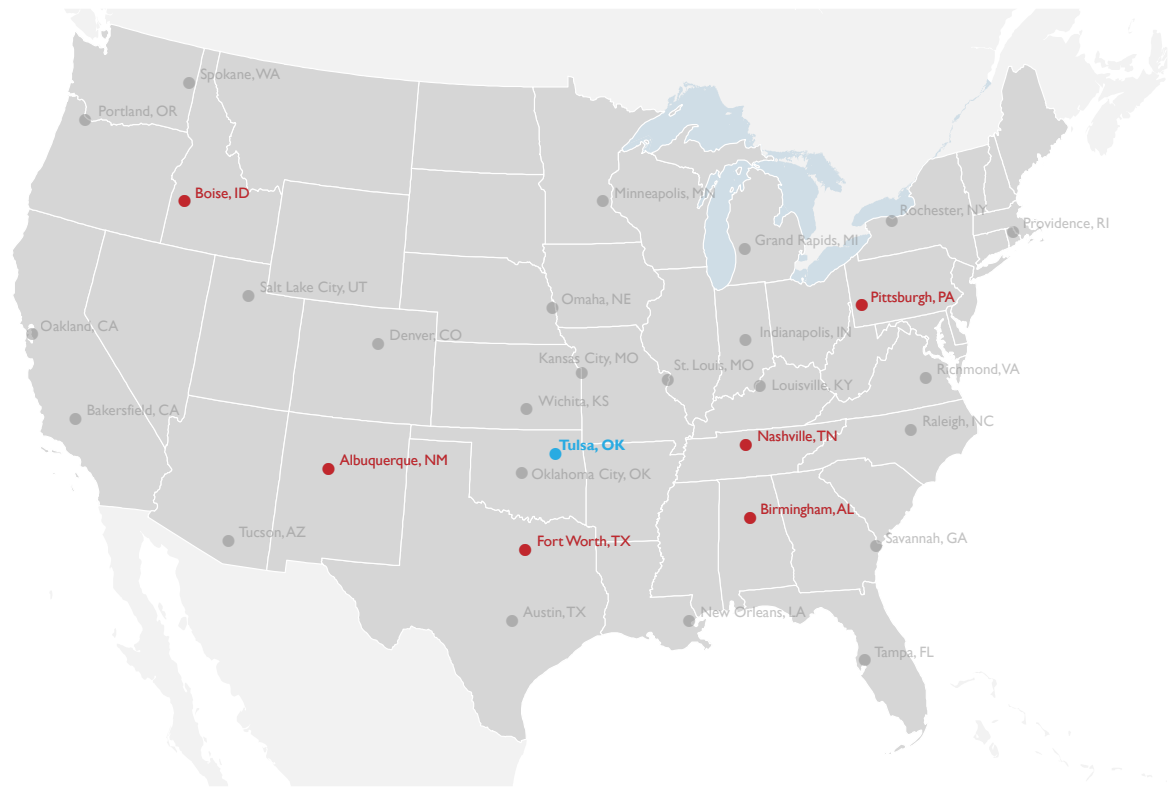 Spokane, WA
Portland, OR
Boise, ID
Minneapolis, MN
Rochester, NY
Providence, RI
Grand Rapids, MI
Salt Lake City, UT
Omaha, NE
Pittsburgh, PA
Oakland, CA
Denver, CO
Indianapolis, IN
Kansas City, MO
St. Louis, MO
Richmond, VA
Louisville, KY
Bakersfield, CA
Wichita, KS
Raleigh, NC
Nashville, TN
Tulsa, OK
Albuquerque, NM
Oklahoma City, OK
Birmingham, AL
Tucson, AZ
Fort Worth, TX
Savannah, GA
Austin, TX
New Orleans, LA
Tampa, FL